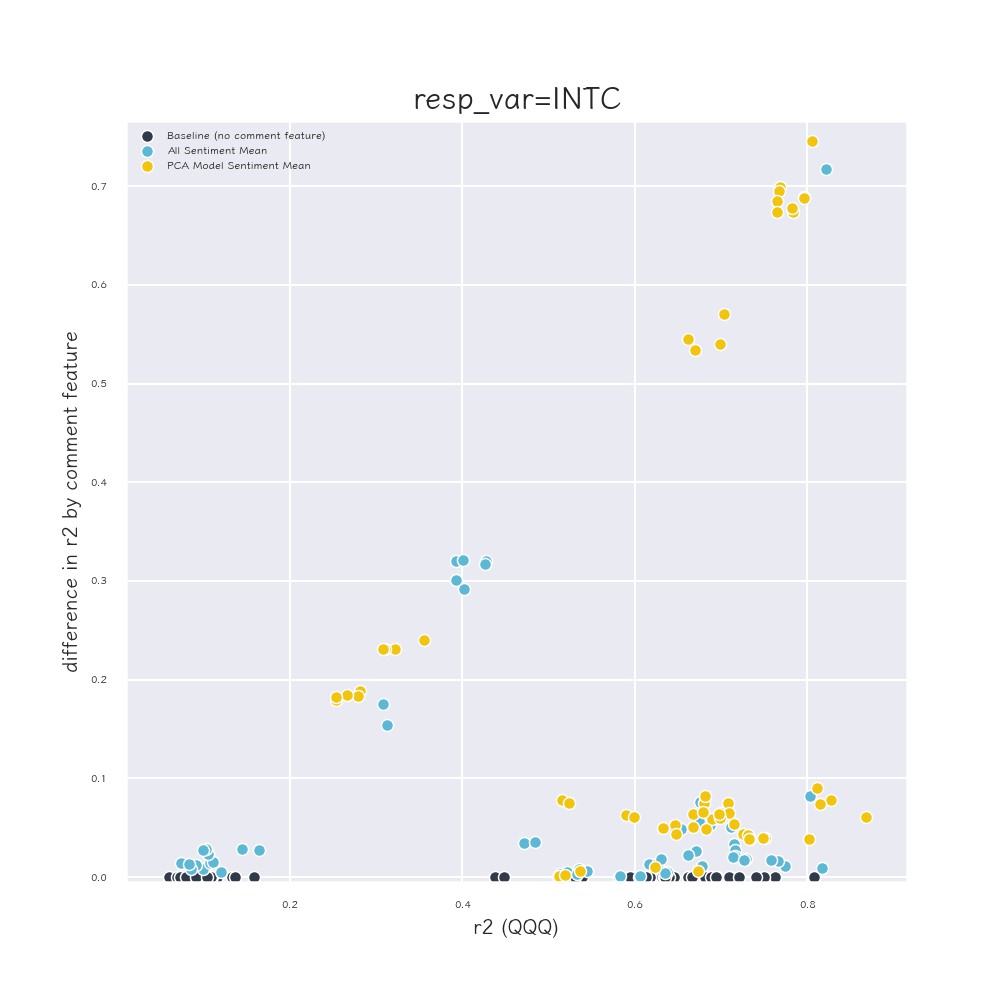 resp_var=INTC
Baseline (no comment feature)
All Sentiment Mean
PCA Model Sentiment Mean
difference in r2 by comment feature
0.7
0.6
0.5
0.4
0.3
0.2
0.1
0.0
0.2
0.4
0.6
0.8
r2 (QQQ)